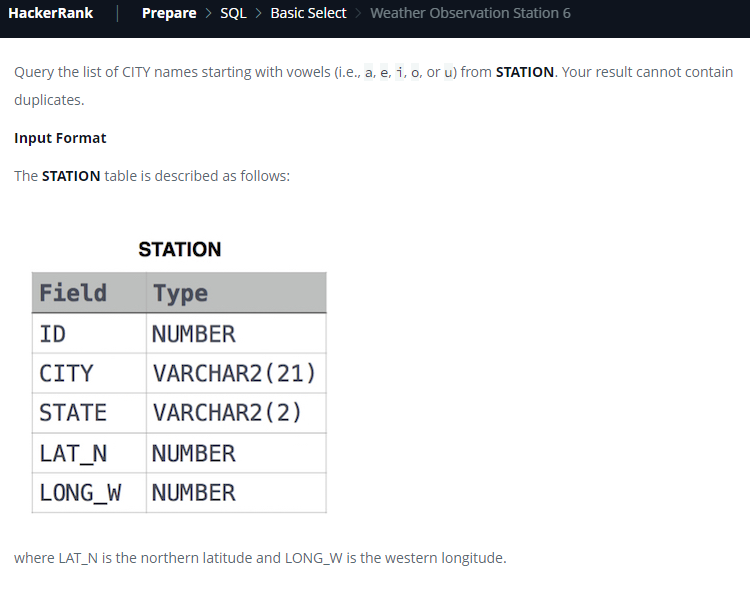 HackerRank | Prepare > SQL > Basic Select > Weather Observation Station 6
Query the list of CITY names starting with vowels (i.e., a, e, i, o, or u) from STATION. Your result cannot contain
duplicates.
Input Format
The STATION table is described as follows:
STATION
Field Type
ID NUMBER
CITY VARCHAR2(21)
STATE VARCHAR2(2)
LAT_N NUMBER
LONG_W NUMBER
where LAT_N is the northern latitude and LONG_W is the western longitude.